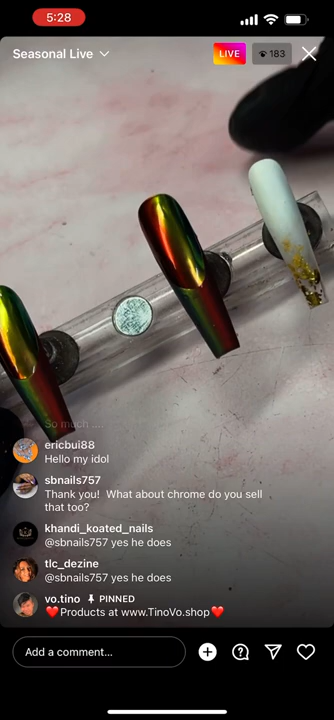 5:28
Seasonal Live
LIVE
183
So much ....
ericbui88
Hello my idol
sbnails757
Thank you! What about chrome do you sell
that too?
khandi_koated_nails
@sbnails757 yes he does
tlc_dezine
@sbnails757 yes he does
vo.tino PINNED
❤️Products at www.TinoVo.shop❤️
Add a comment...